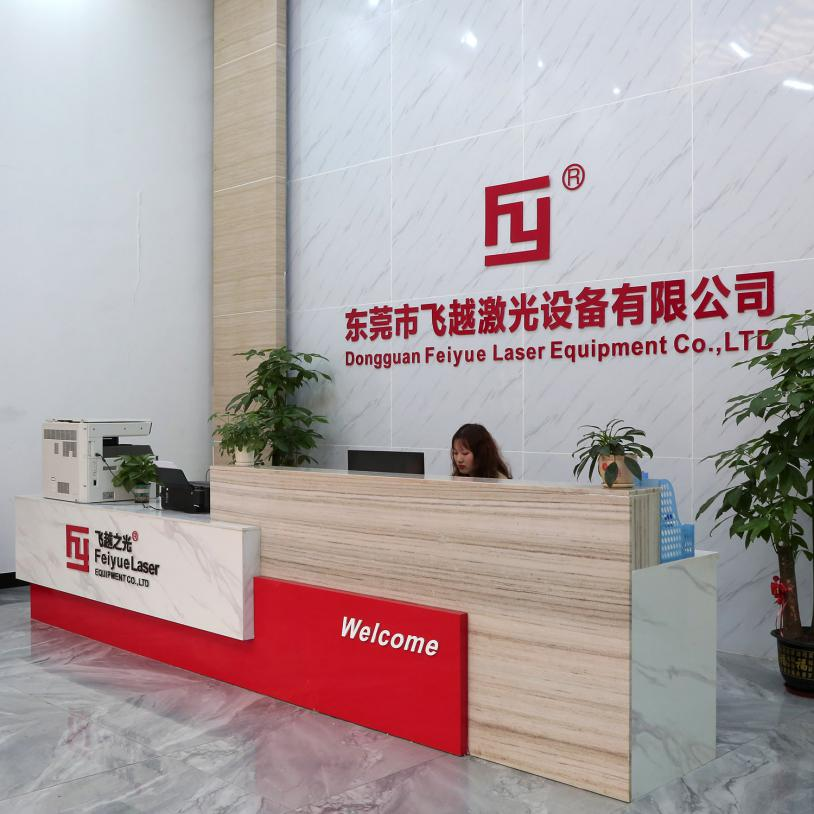 FY®
东莞市飞越激光设备有限公司
Dongguan Feiyue Laser Equipment Co.,LTD
FY
飞越之光®
Feiyue Laser
EQUIPMENT CO.,LTD
Welcome